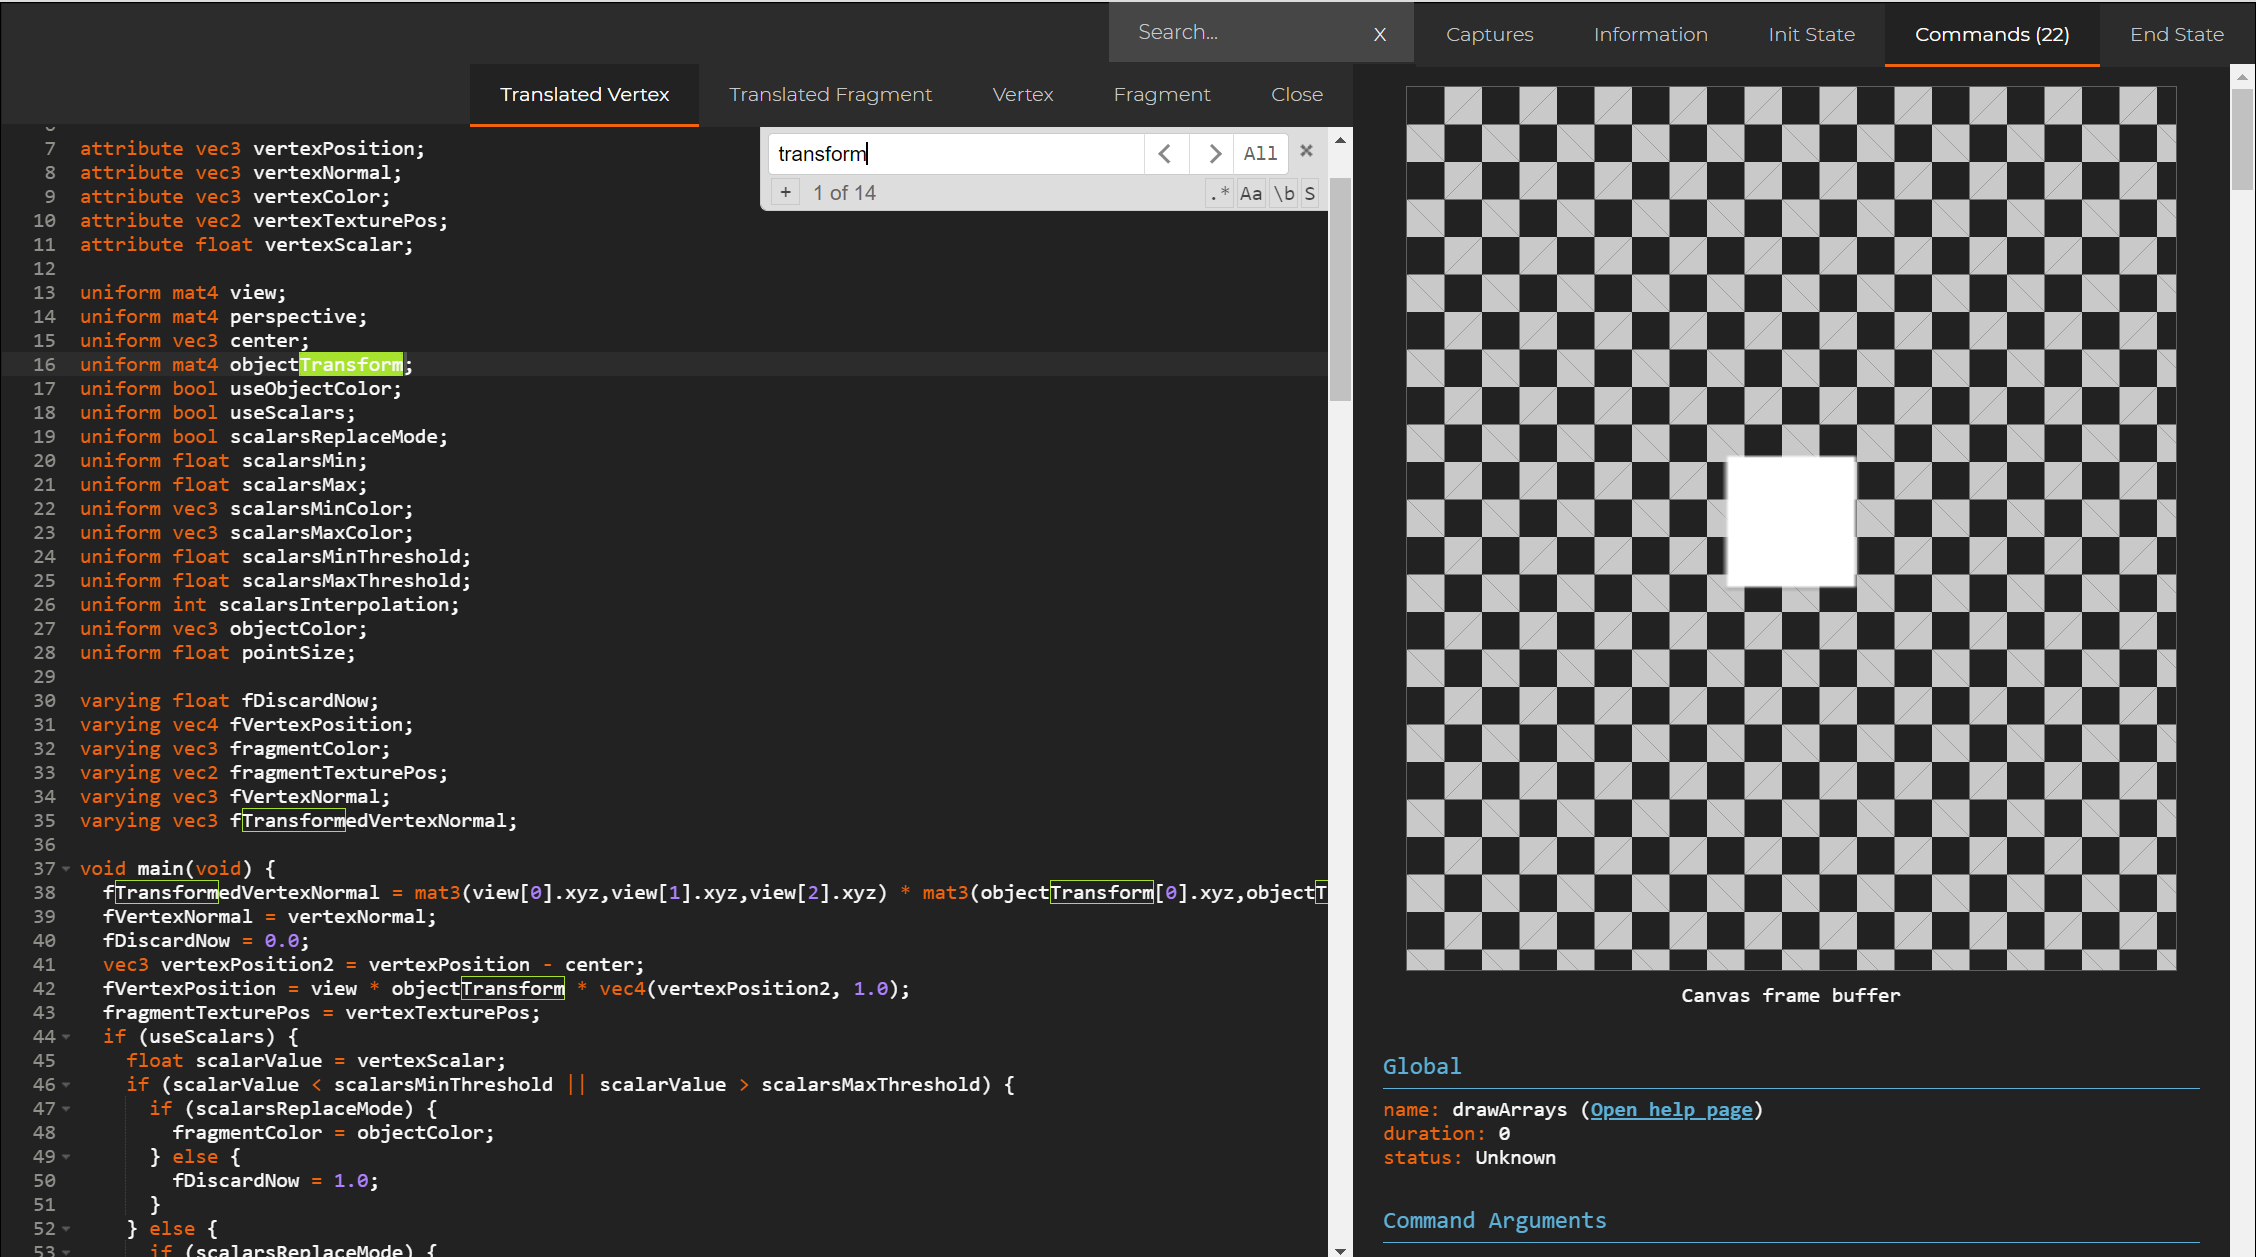 Search... X Captures Information Init State Commands (22) End State
Translated Vertex Translated Fragment Vertex Fragment Close
transform All ×
+ 1 of 14 .* Aa \b S
7 attribute vec3 vertexPosition;
8 attribute vec3 vertexNormal;
9 attribute vec3 vertexColor;
10 attribute vec2 vertexTexturePos;
11 attribute float vertexScalar;
12
13 uniform mat4 view;
14 uniform mat4 perspective;
15 uniform vec3 center;
16 uniform mat4 objectTransform;
17 uniform bool useObjectColor;
18 uniform bool useScalars;
19 uniform bool scalarsReplaceMode;
20 uniform float scalarsMin;
21 uniform float scalarsMax;
22 uniform vec3 scalarsMinColor;
23 uniform vec3 scalarsMaxColor;
24 uniform float scalarsMinThreshold;
25 uniform float scalarsMaxThreshold;
26 uniform int scalarsInterpolation;
27 uniform vec3 objectColor;
28 uniform float pointSize;
29
30 varying float fDiscardNow;
31 varying vec4 fVertexPosition;
32 varying vec3 fragmentColor;
33 varying vec2 fragmentTexturePos;
34 varying vec3 fVertexNormal;
35 varying vec3 fTransformedVertexNormal;
36
37 void main(void) {
38 fTransformedVertexNormal = mat3(view[0].xyz,view[1].xyz,view[2].xyz) * mat3(objectTransform[0].xyz,objectT
39 fVertexNormal = vertexNormal;
40 fDiscardNow = 0.0;
41 vec3 vertexPosition2 = vertexPosition - center;
42 fVertexPosition = view * objectTransform * vec4(vertexPosition2, 1.0);
43 fragmentTexturePos = vertexTexturePos;
44 if (useScalars) {
45 float scalarValue = vertexScalar;
46 if (scalarValue < scalarsMinThreshold || scalarValue > scalarsMaxThreshold) {
47 if (scalarsReplaceMode) {
48 fragmentColor = objectColor;
49 } else {
50 fDiscardNow = 1.0;
51 }
52 } else {
53 if (scalarsReplaceMode) {
Canvas frame buffer
Global
name: drawArrays (Open help page)
duration: 0
status: Unknown
Command Arguments